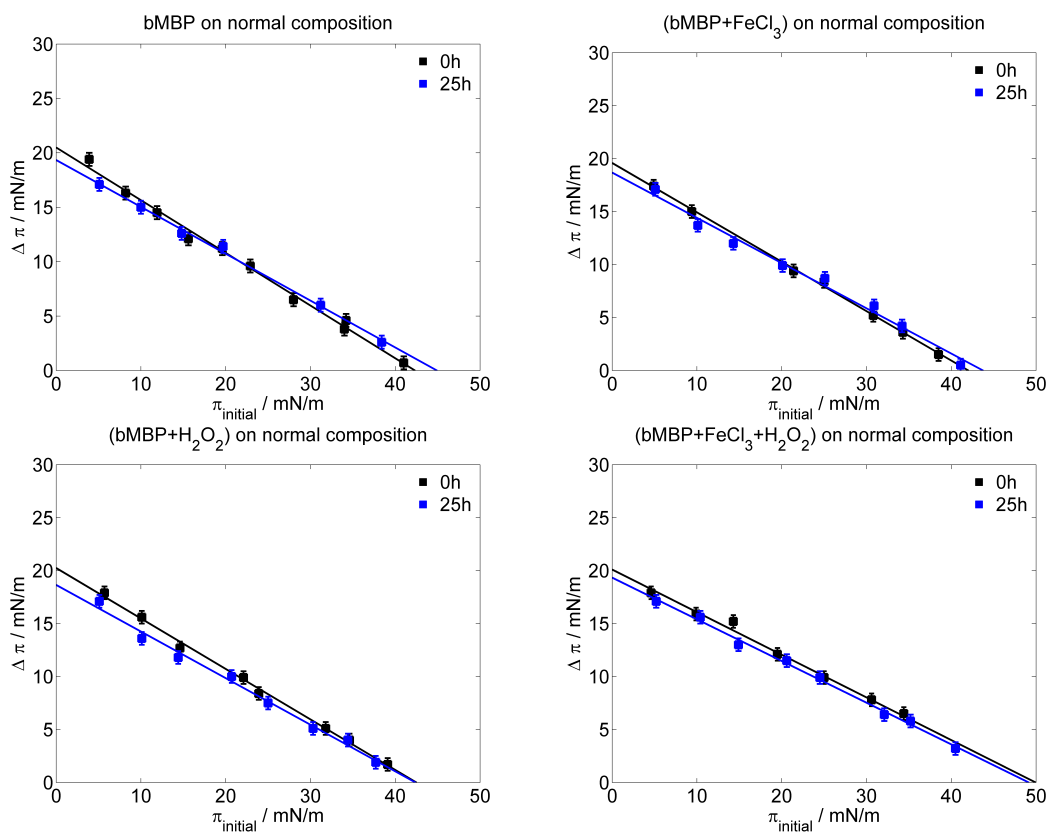 bMBP on normal composition
30
25
20
15
10
5
0
Δ π / mN/m
0h
25h
0 10 20 30 40 50
π_initial / mN/m
(bMBP+FeCl₃) on normal composition
30
25
20
15
10
5
0
Δ π / mN/m
0h
25h
0 10 20 30 40 50
π_initial / mN/m
(bMBP+H₂O₂) on normal composition
30
25
20
15
10
5
0
Δ π / mN/m
0h
25h
0 10 20 30 40 50
π_initial / mN/m
(bMBP+FeCl₃+H₂O₂) on normal composition
30
25
20
15
10
5
0
Δ π / mN/m
0h
25h
0 10 20 30 40 50
π_initial / mN/m